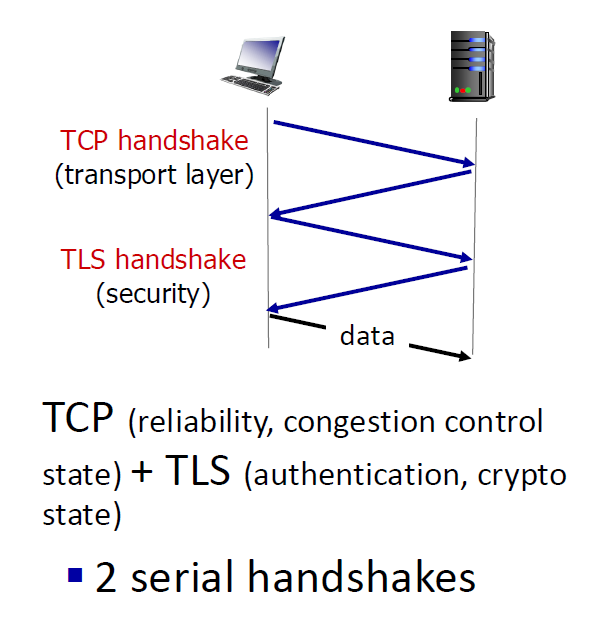 TCP handshake
(transport layer)
TLS handshake
(security)
data
TCP (reliability, congestion control
state) + TLS (authentication, crypto
state)
▪ 2 serial handshakes